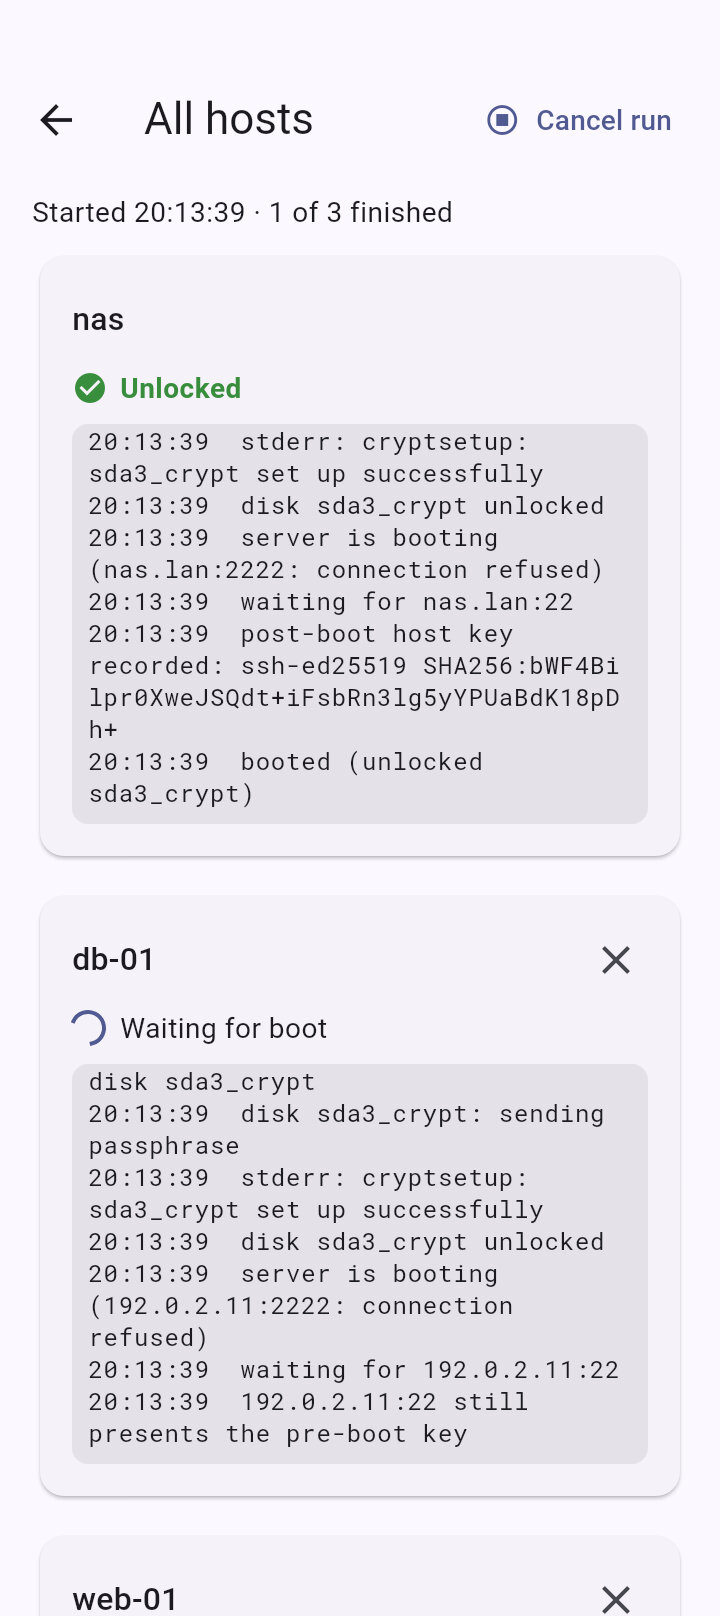 All hosts
Cancel run
Started 20:13:39 · 1 of 3 finished
nas
Unlocked
20:13:39  stderr: cryptsetup:
sda3_crypt set up successfully
20:13:39  disk sda3_crypt unlocked
20:13:39  server is booting
(nas.lan:2222: connection refused)
20:13:39  waiting for nas.lan:22
20:13:39  post-boot host key
recorded: ssh-ed25519 SHA256:bWF4Bi
lpr0XweJSQdt+iFsbRn3lg5yYPUaBdK18pD
h+
20:13:39  booted (unlocked
sda3_crypt)
db-01
Waiting for boot
disk sda3_crypt
20:13:39  disk sda3_crypt: sending
passphrase
20:13:39  stderr: cryptsetup:
sda3_crypt set up successfully
20:13:39  disk sda3_crypt unlocked
20:13:39  server is booting
(192.0.2.11:2222: connection
refused)
20:13:39  waiting for 192.0.2.11:22
20:13:39  192.0.2.11:22 still
presents the pre-boot key
web-01